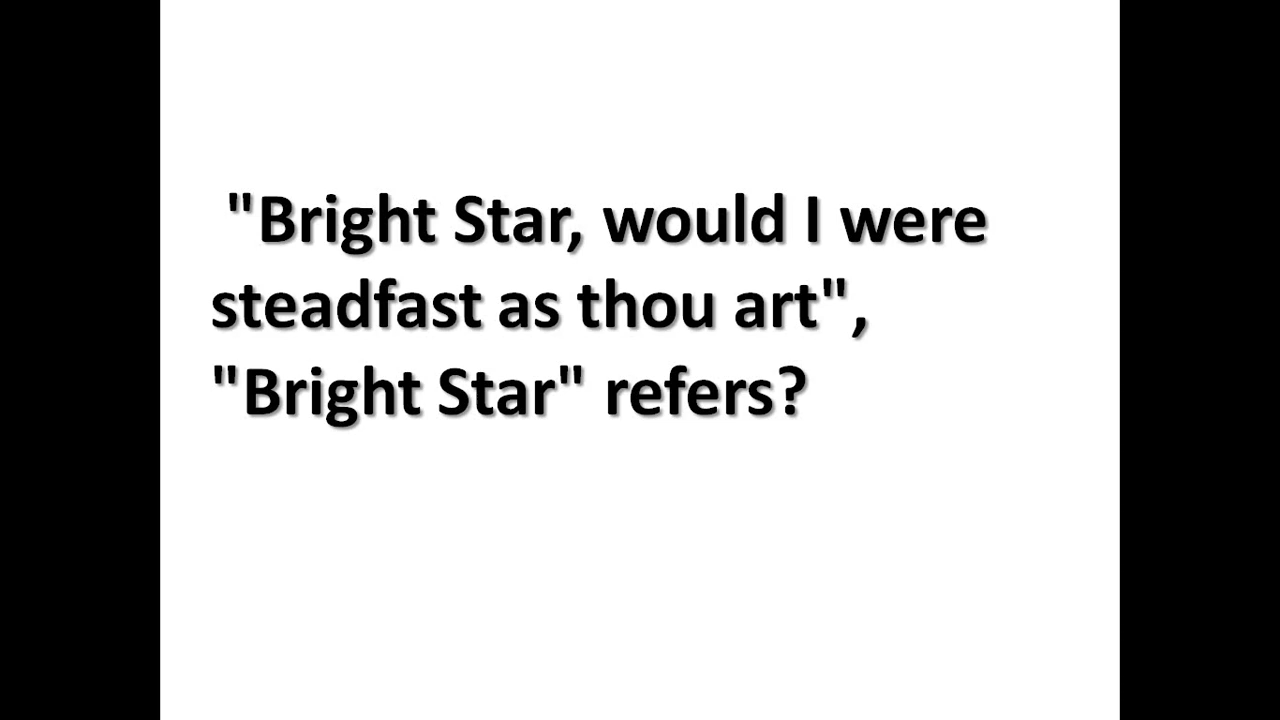 "Bright Star, would I were
steadfast as thou art",
"Bright Star" refers?